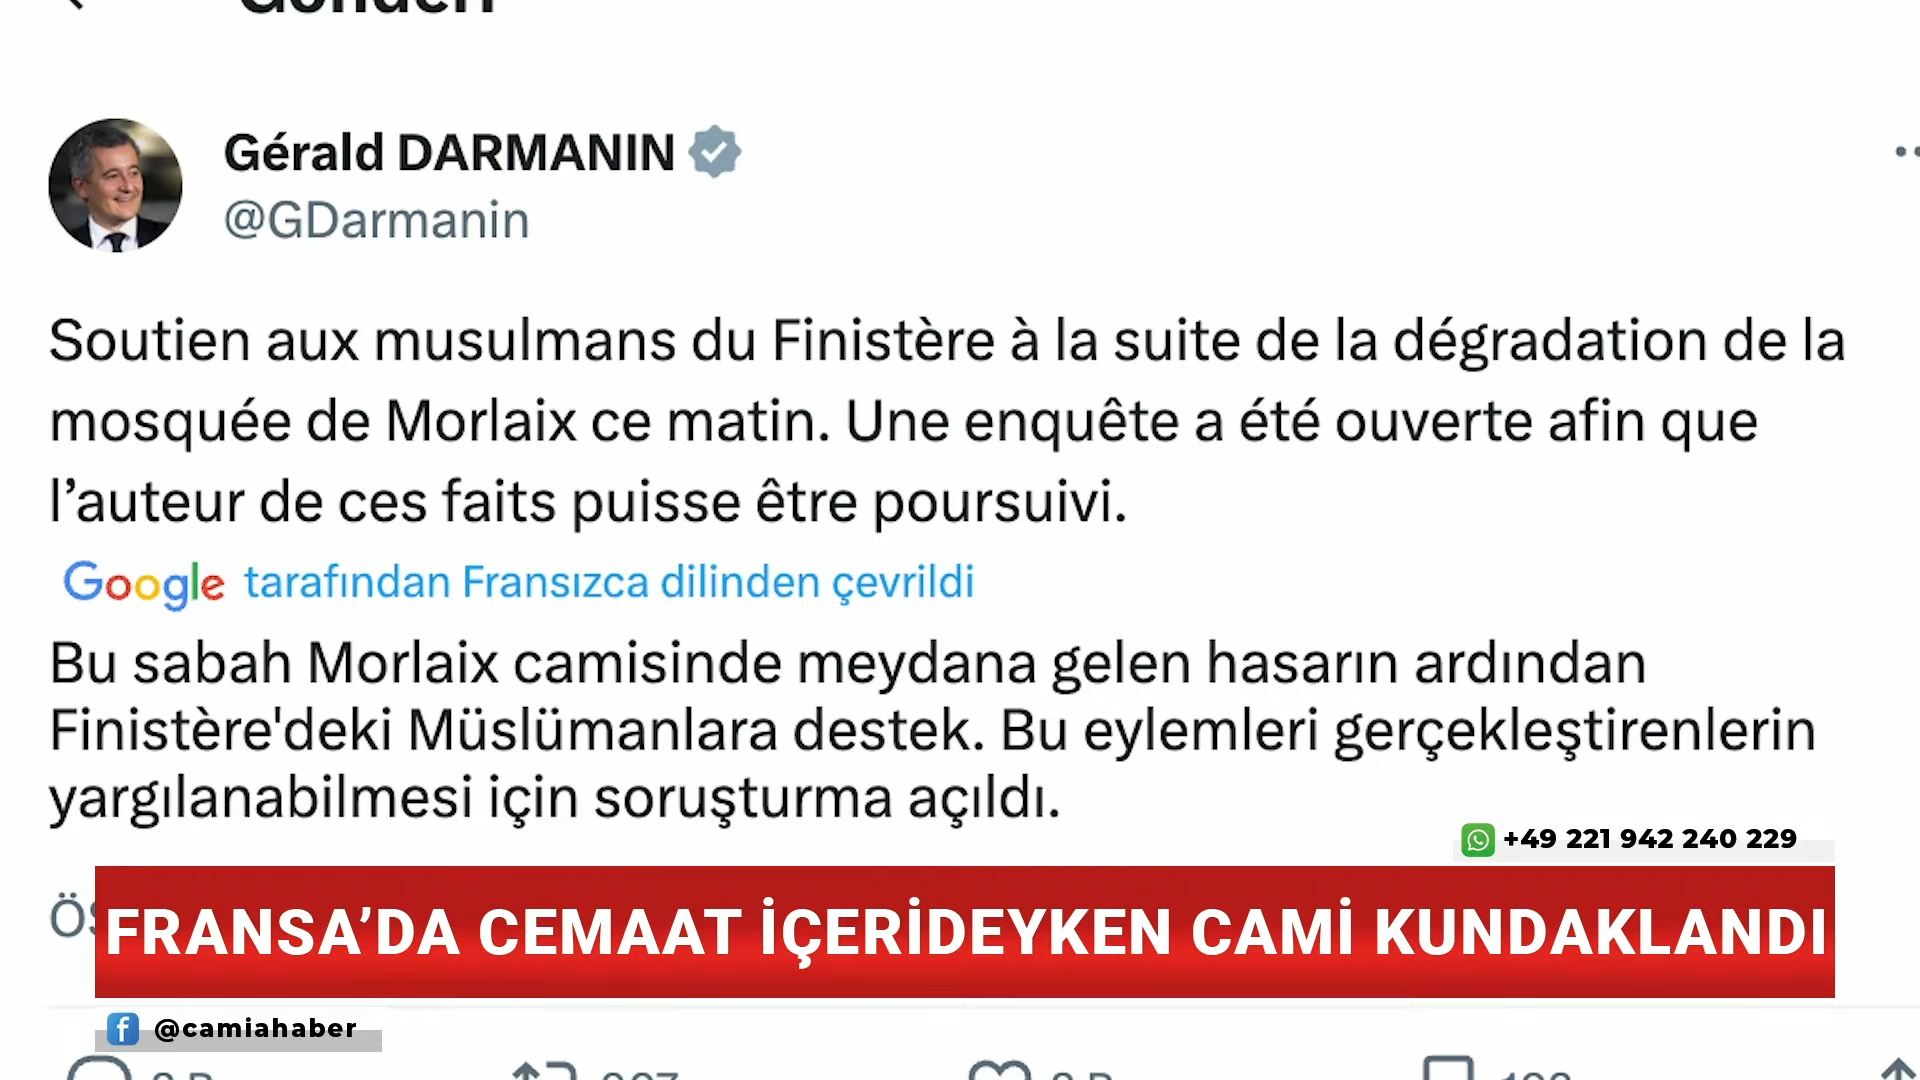 Gönderi
Gérald DARMANIN
@GDarmanin
Soutien aux musulmans du Finistère à la suite de la dégradation de la
mosquée de Morlaix ce matin. Une enquête a été ouverte afin que
l’auteur de ces faits puisse être poursuivi.
Google tarafından Fransızca dilinden çevrildi
Bu sabah Morlaix camisinde meydana gelen hasarın ardından
Finistère'deki Müslümanlara destek. Bu eylemleri gerçekleştirenlerin
yargılanabilmesi için soruşturma açıldı.
+49 221 942 240 229
FRANSA’DA CEMAAT İÇERİDEYKEN CAMİ KUNDAKLANDI
@camiahaber